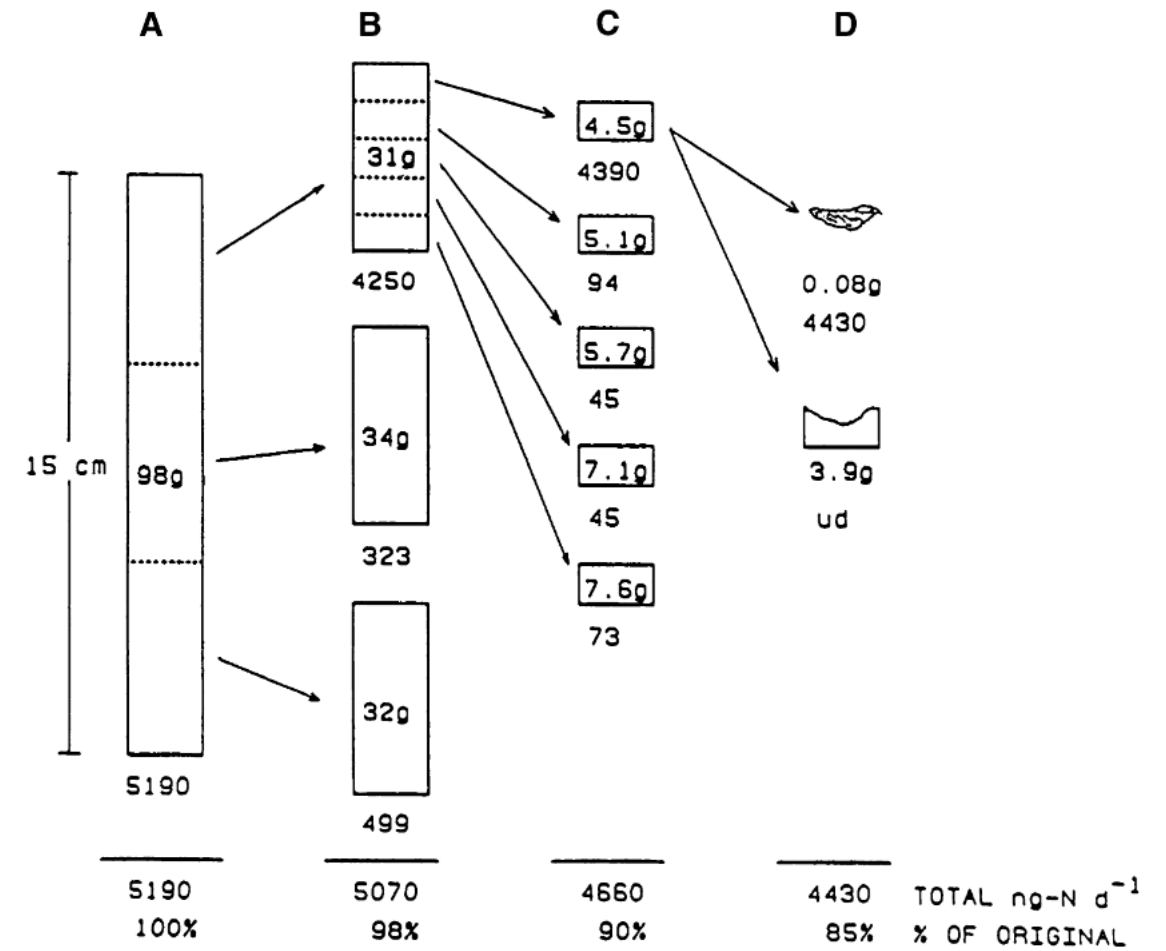 A B C D
15 cm
98g
5190
31g
4250
34g
323
32g
499
4.5g
4390
5.1g
94
5.7g
45
7.1g
45
7.6g
73
0.08g
4430
3.9g
ud
5190 5070 4660 4430 TOTAL ng-N d⁻¹
100% 98% 90% 85% % OF ORIGINAL